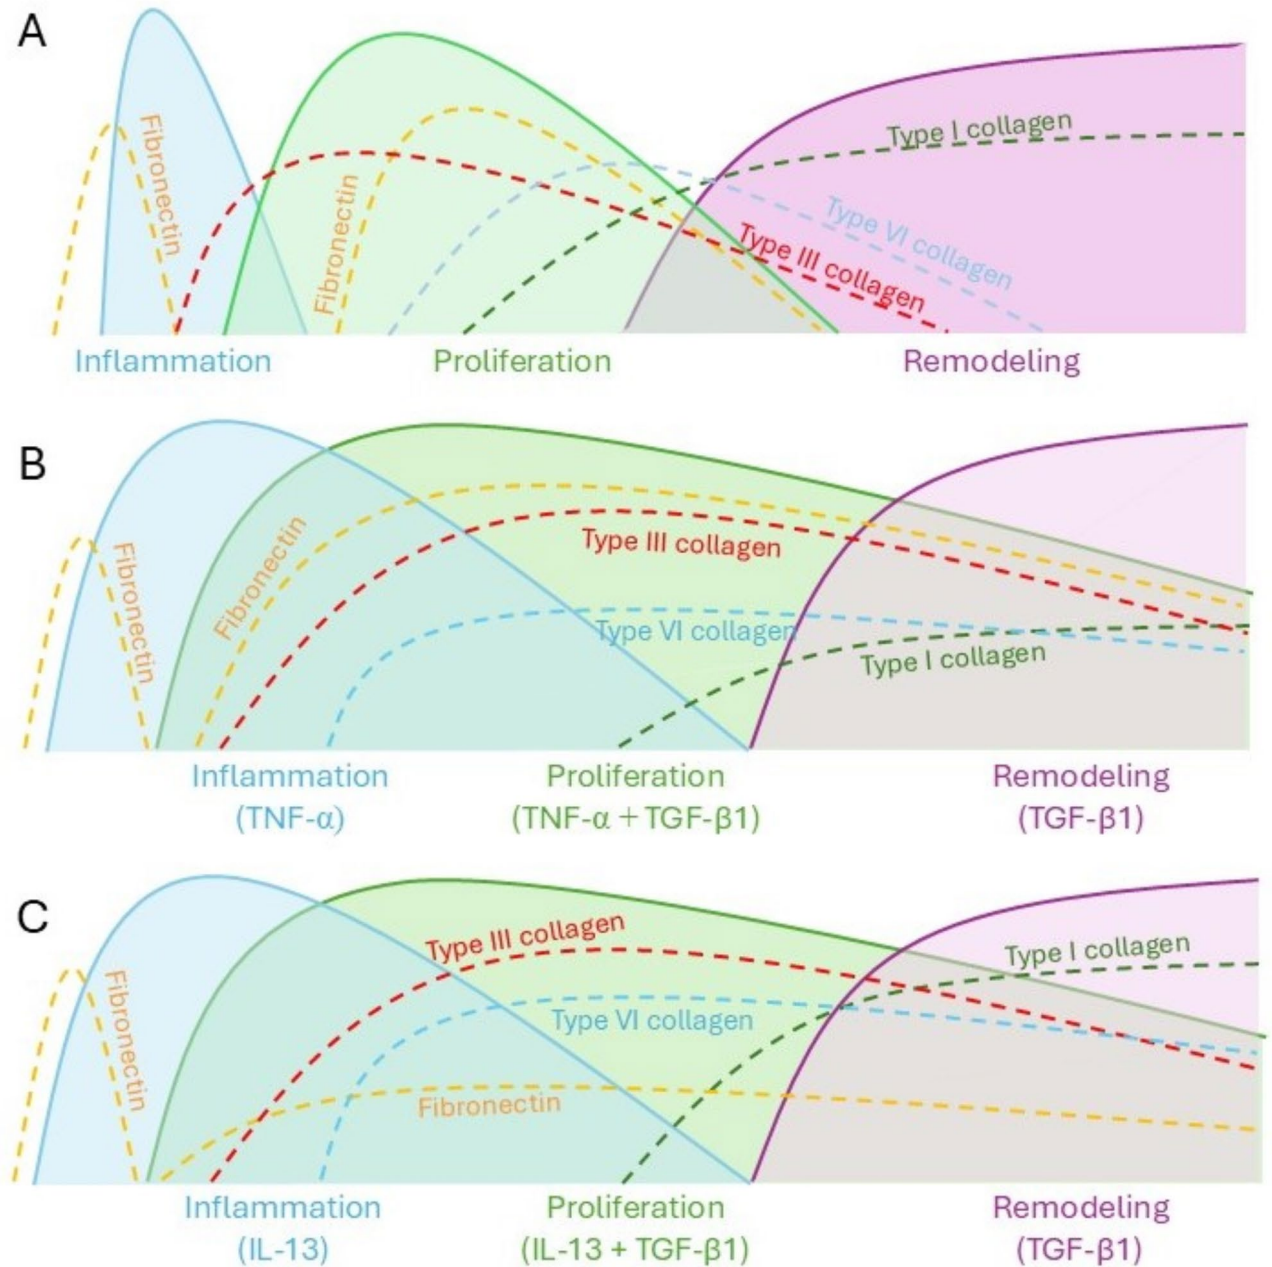 A
Fibronectin
Fibronectin
Type I collagen
Type VI collagen
Type III collagen
Inflammation
Proliferation
Remodeling
B
Fibronectin
Fibronectin
Type III collagen
Type VI collagen
Type I collagen
Inflammation
(TNF-α)
Proliferation
(TNF-α + TGF-β1)
Remodeling
(TGF-β1)
C
Fibronectin
Type III collagen
Type I collagen
Type VI collagen
Fibronectin
Inflammation
(IL-13)
Proliferation
(IL-13 + TGF-β1)
Remodeling
(TGF-β1)